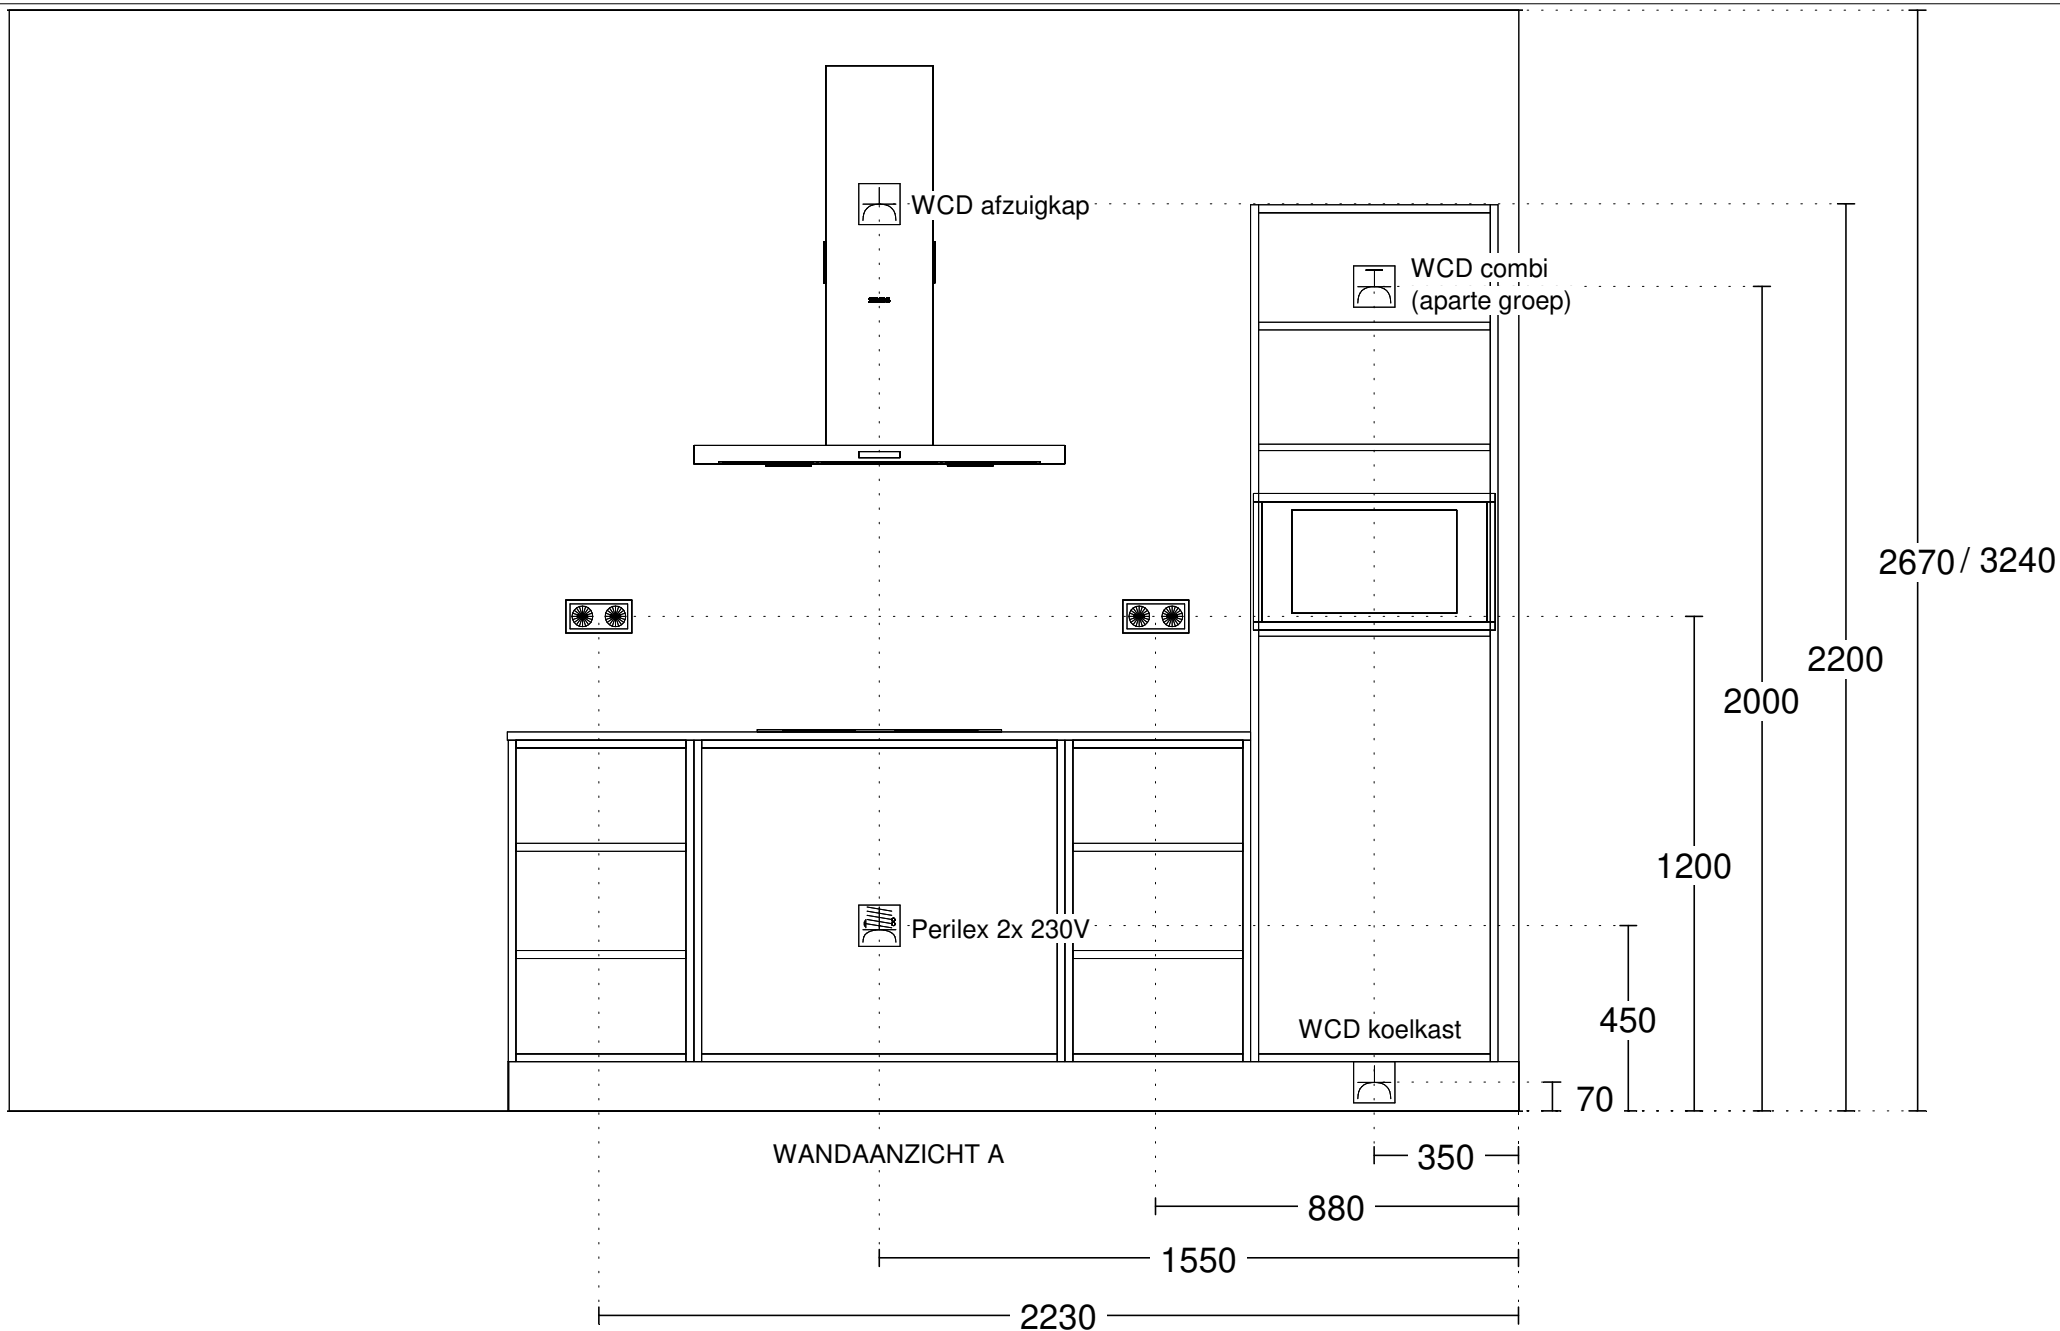 WCD afzuigkap
WCD combi
(aparte groep)
2670 / 3240
2200
2000
1200
Perilex 2x 230V
450
WCD koelkast
70
WANDAANZICHT A
350
880
1550
2230